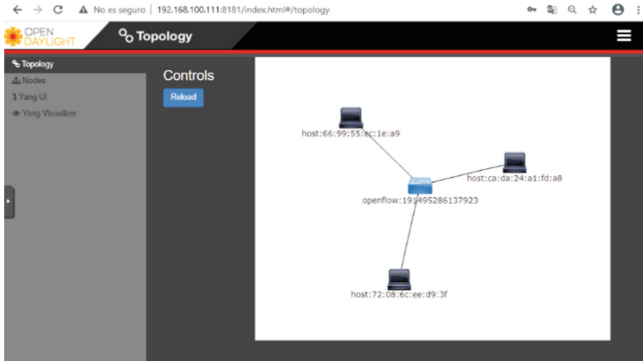 No es seguro | 192.168.100.111:8181/index.html#/topology
OPEN
DAYLIGHT
Topology
Topology
Nodes
Yang UI
Yang Visualizer
Controls
Reload
host:66:99:55:ec:1e:a9
host:ca:da:24:a1:fd:a8
openflow:191495286137923
host:72:08:6c:ee:d9:3f